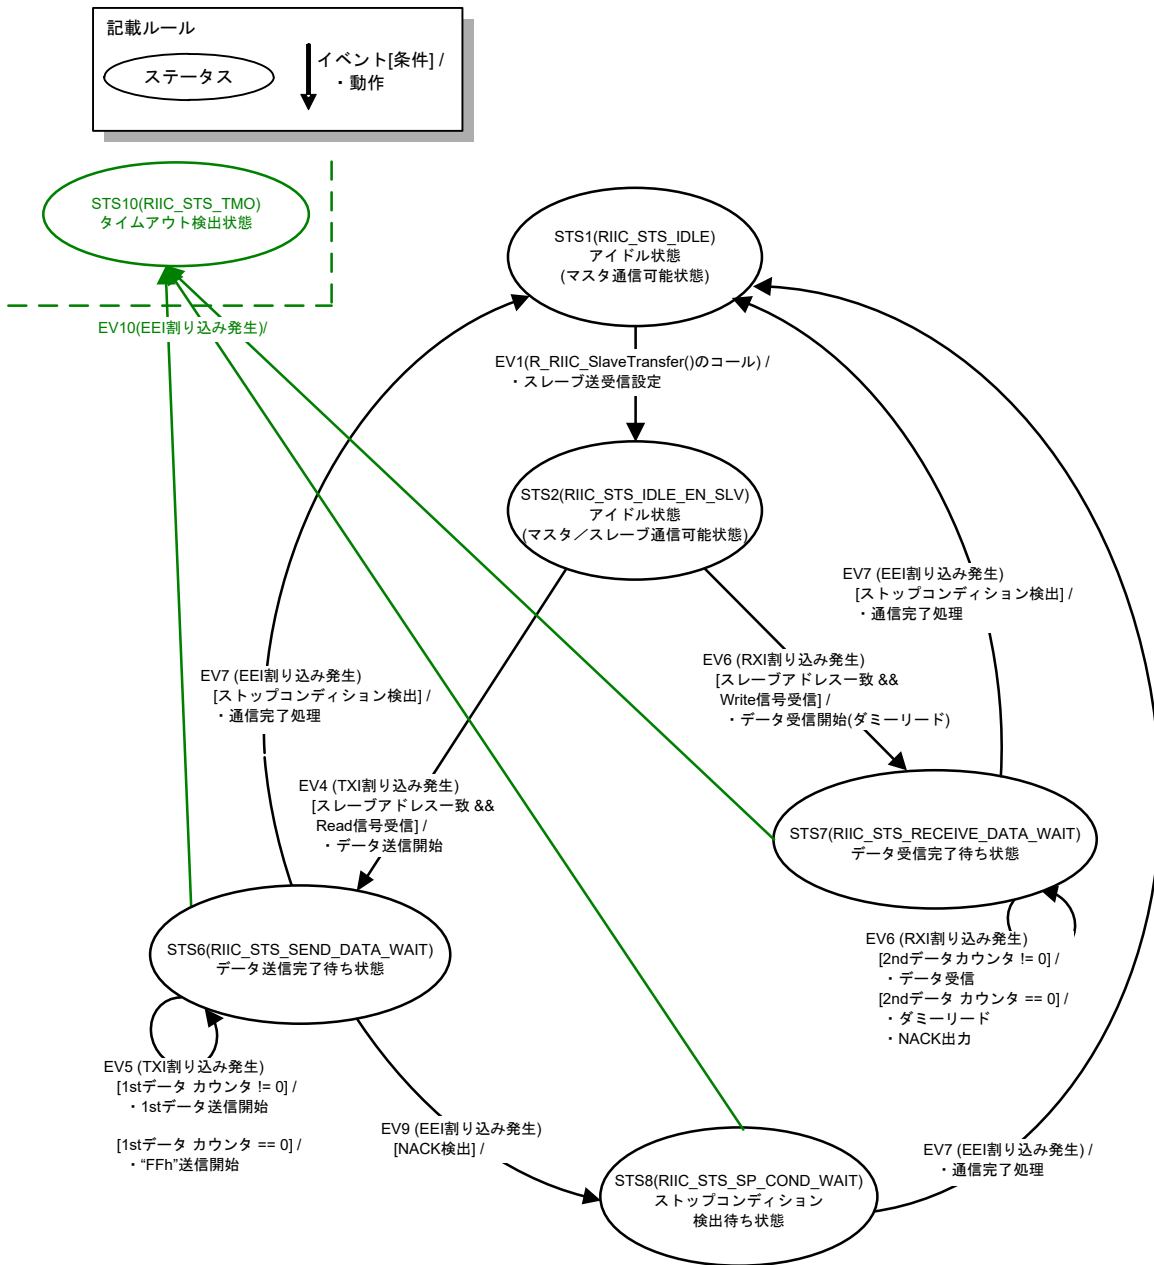 記載ルール
ステータス
イベント[条件] /
・動作
STS10(RIIC_STS_TMO)
タイムアウト検出状態
EV10(EEI割り込み発生)/
STS1(RIIC_STS_IDLE)
アイドル状態
(マスタ通信可能状態)
EV1(R_RIIC_SlaveTransfer()のコール) /
・スレーブ送受信設定
STS2(RIIC_STS_IDLE_EN_SLV)
アイドル状態
(マスタ／スレーブ通信可能状態)
EV7 (EEI割り込み発生)
[ストップコンディション検出] /
・通信完了処理
EV6 (RXI割り込み発生)
[スレーブアドレス一致 &&
Write信号受信] /
・データ受信開始(ダミーリード)
EV7 (EEI割り込み発生)
[ストップコンディション検出] /
・通信完了処理
EV4 (TXI割り込み発生)
[スレーブアドレス一致 &&
Read信号受信] /
・データ送信開始
STS7(RIIC_STS_RECEIVE_DATA_WAIT)
データ受信完了待ち状態
STS6(RIIC_STS_SEND_DATA_WAIT)
データ送信完了待ち状態
EV6 (RXI割り込み発生)
[2ndデータカウンタ != 0] /
・データ受信
[2ndデータ カウンタ == 0] /
・ダミーリード
・NACK出力
EV5 (TXI割り込み発生)
[1stデータ カウンタ != 0] /
・1stデータ送信開始
[1stデータ カウンタ == 0] /
・“FFh”送信開始
EV9 (EEI割り込み発生)
[NACK検出] /
EV7 (EEI割り込み発生) /
・通信完了処理
STS8(RIIC_STS_SP_COND_WAIT)
ストップコンディション
検出待ち状態